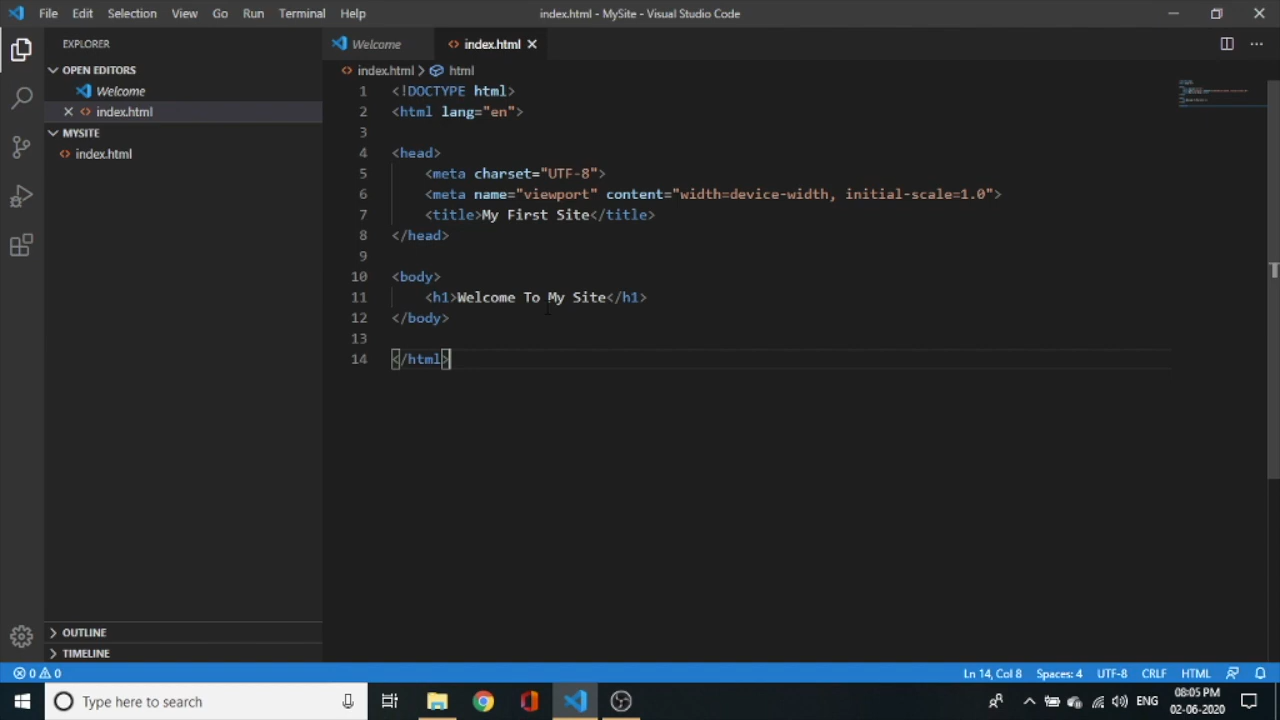 File Edit Selection View Go Run Terminal Help
index.html - MySite - Visual Studio Code
EXPLORER
OPEN EDITORS
Welcome
index.html
MYSITE
index.html
OUTLINE
TIMELINE
Welcome
index.html
index.html > html
1 <!DOCTYPE html>
2 <html lang="en">
3
4 <head>
5 <meta charset="UTF-8">
6 <meta name="viewport" content="width=device-width, initial-scale=1.0">
7 <title>My First Site</title>
8 </head>
9
10 <body>
11 <h1>Welcome To My Site</h1>
12 </body>
13
14 </html>
0 0
Ln 14, Col 8 Spaces: 4 UTF-8 CRLF HTML
Type here to search
ENG
08:05 PM
02-06-2020